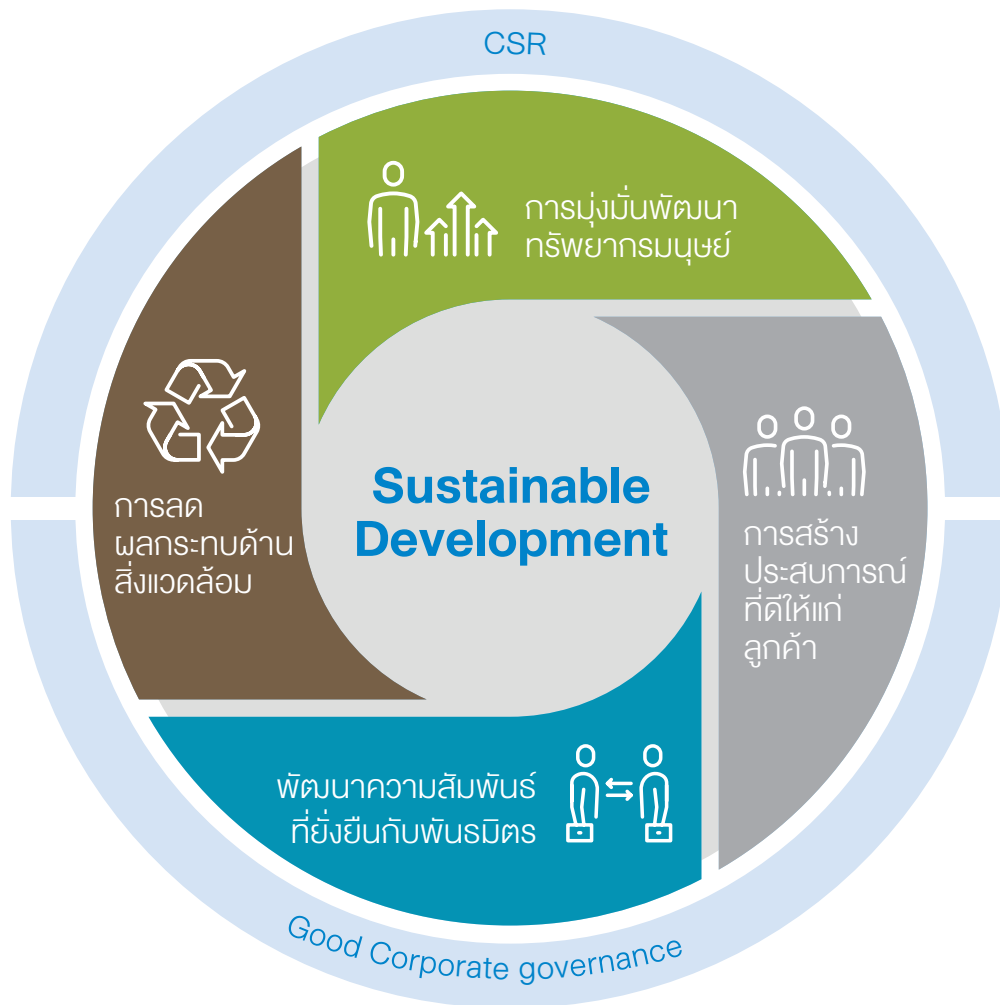 CSR
การมุ่งมั่นพัฒนา
ทรัพยากรมนุษย์
การลด
ผลกระทบด้าน
สิ่งแวดล้อม
Sustainable
Development
การสร้าง
ประสบการณ์
ที่ดีให้แก่
ลูกค้า
พัฒนาความสัมพันธ์
ที่ยั่งยืนกับพันธมิตร
Good Corporate governance